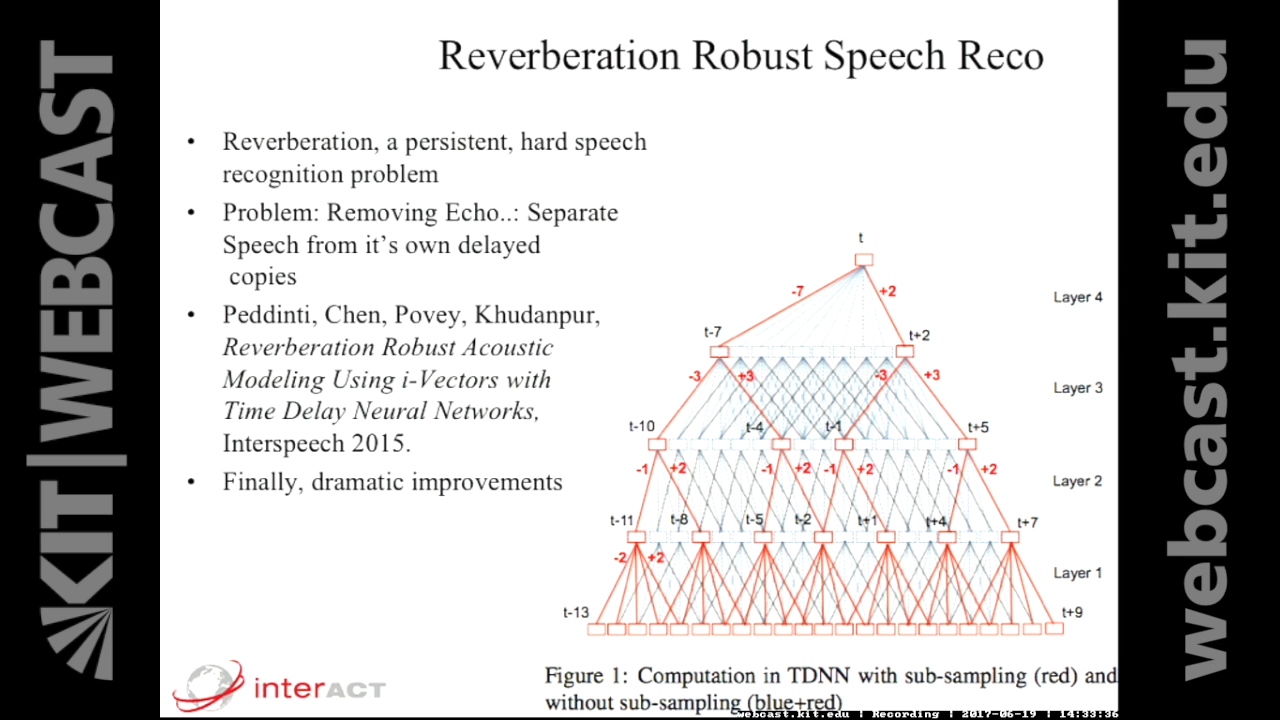 KIT | WEBCAST
Reverberation Robust Speech Reco
• Reverberation, a persistent, hard speech
recognition problem
• Problem: Removing Echo..: Separate
Speech from it's own delayed
copies
• Peddinti, Chen, Povey, Khudanpur,
Reverberation Robust Acoustic
Modeling Using i-Vectors with
Time Delay Neural Networks,
Interspeech 2015.
• Finally, dramatic improvements
t
-7 +2 Layer 4
t-7 t+2
-3 +3 -3 +3 Layer 3
t-10 t-4 t-1 t+5
-1 +2 -1 +2 -1 +2 -1 +2 Layer 2
t-11 t-8 t-5 t-2 t+1 t+4 t+7
-2 +2 Layer 1
t-13 t+9
Figure 1: Computation in TDNN with sub-sampling (red) and
without sub-sampling (blue+red)
interACT
webcast.kit.edu | Recording | 2017-06-19 | 14:33:36
webcast.kit.edu